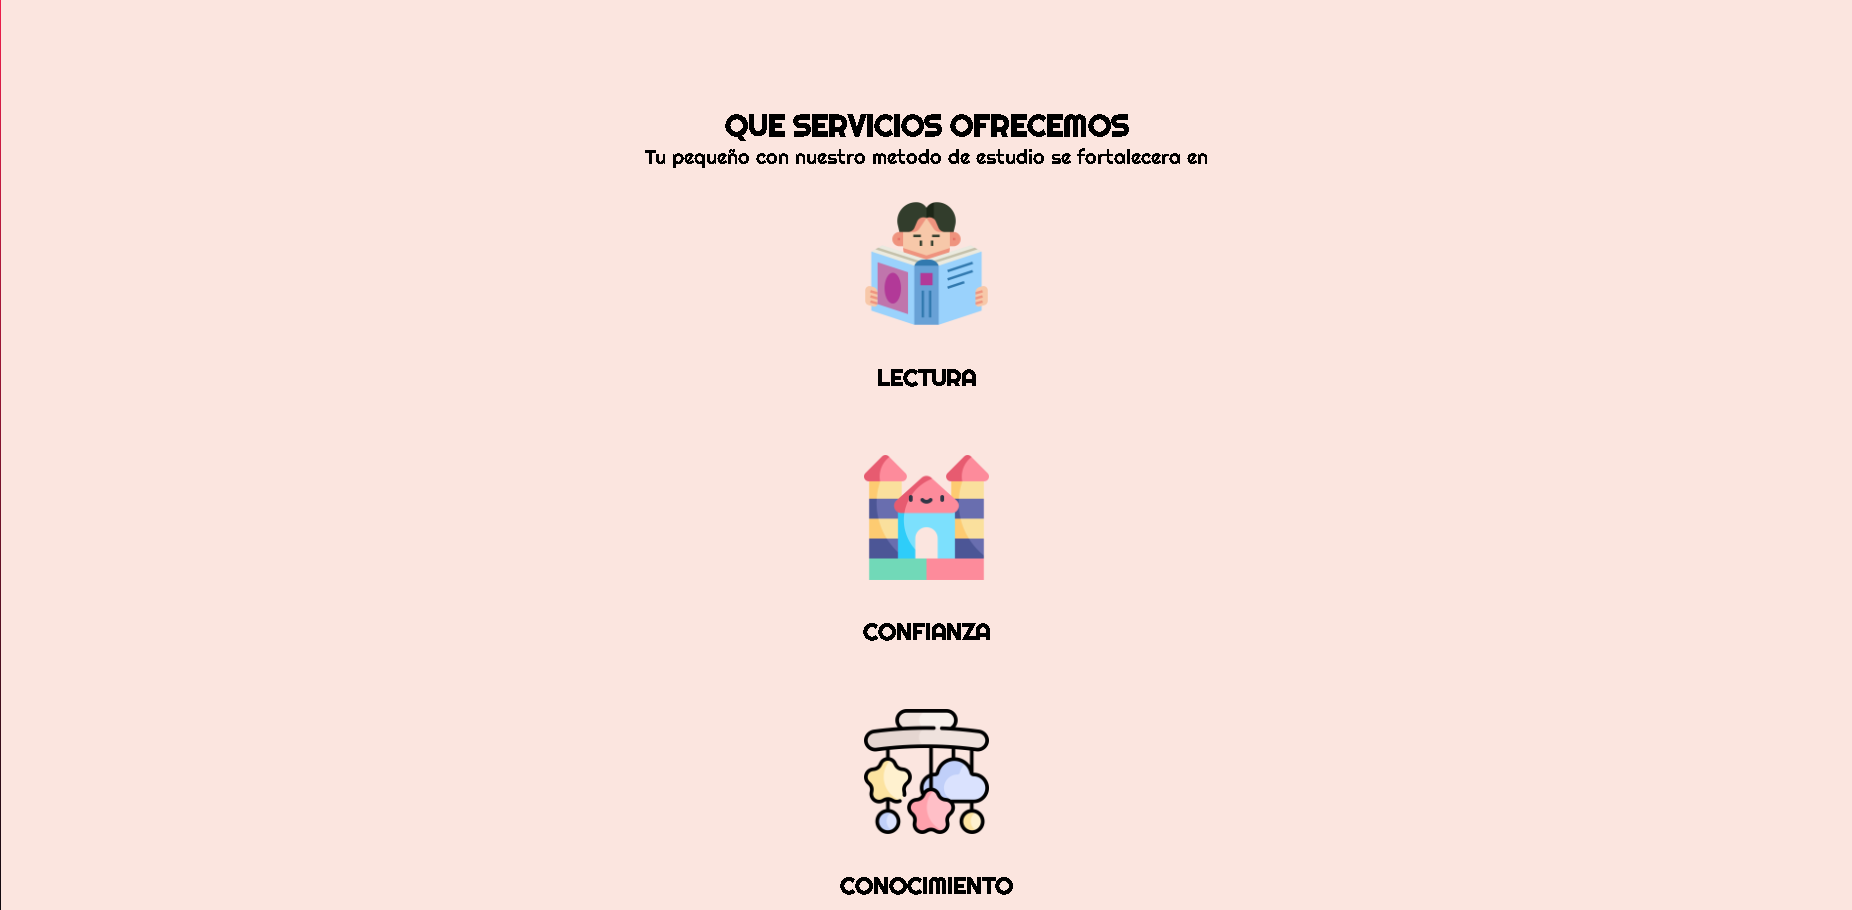 QUE SERVICIOS OFRECEMOS
Tu pequeño con nuestro metodo de estudio se fortalecera en
LECTURA
CONFIANZA
CONOCIMIENTO